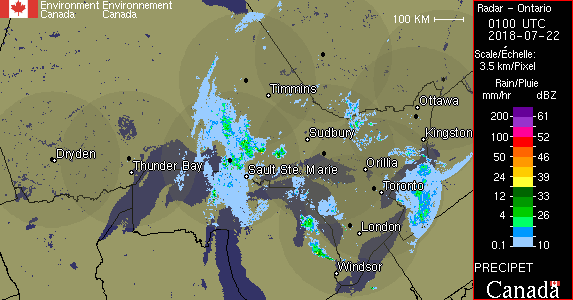 Environment Environnement
Canada Canada
100 KM
Timmins
Ottawa
Sudbury
Kingston
Dryden
Thunder Bay
Sault Ste. Marie
Orillia
Toronto
London
Windsor
Radar - Ontario
0100 UTC
2018-07-22
Scale/Échelle:
3.5 km/Pixel
Rain/Pluie
mm/hr dBZ
200 61
100 52
50 46
24 39
12 33
4 26
0.1 10
PRECIPET
Canada